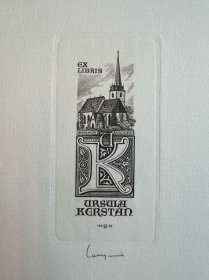 EX
LIBRIS
U
K
URSULA
KERSTAN